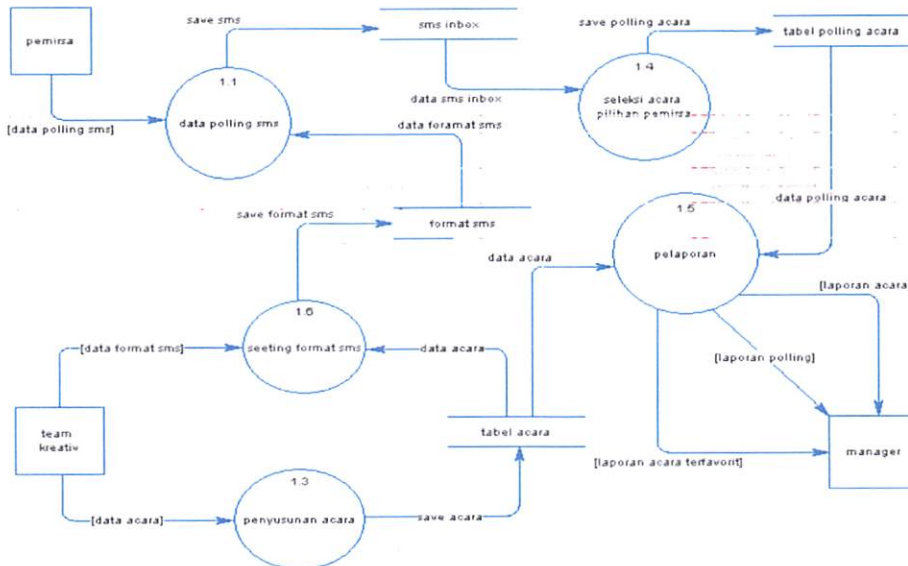 save sms
sms inbox
save polling acara
tabel polling acara
pemirsa
1.1
data polling sms
1.4
seleksi acara
pilihan pemirsa
data sms inbox
[data polling sms]
data foramat sms
save format sms
format sms
data polling acara
1.5
pelaporan
data acara
[laporan acara
1.6
seeting format sms
[data format sms]
data acara
[laporan polling]
team
kreativ
tabel acara
manager
[laporan acara terfavorit]
1.3
penyusunan acara
[data acara]
save acara